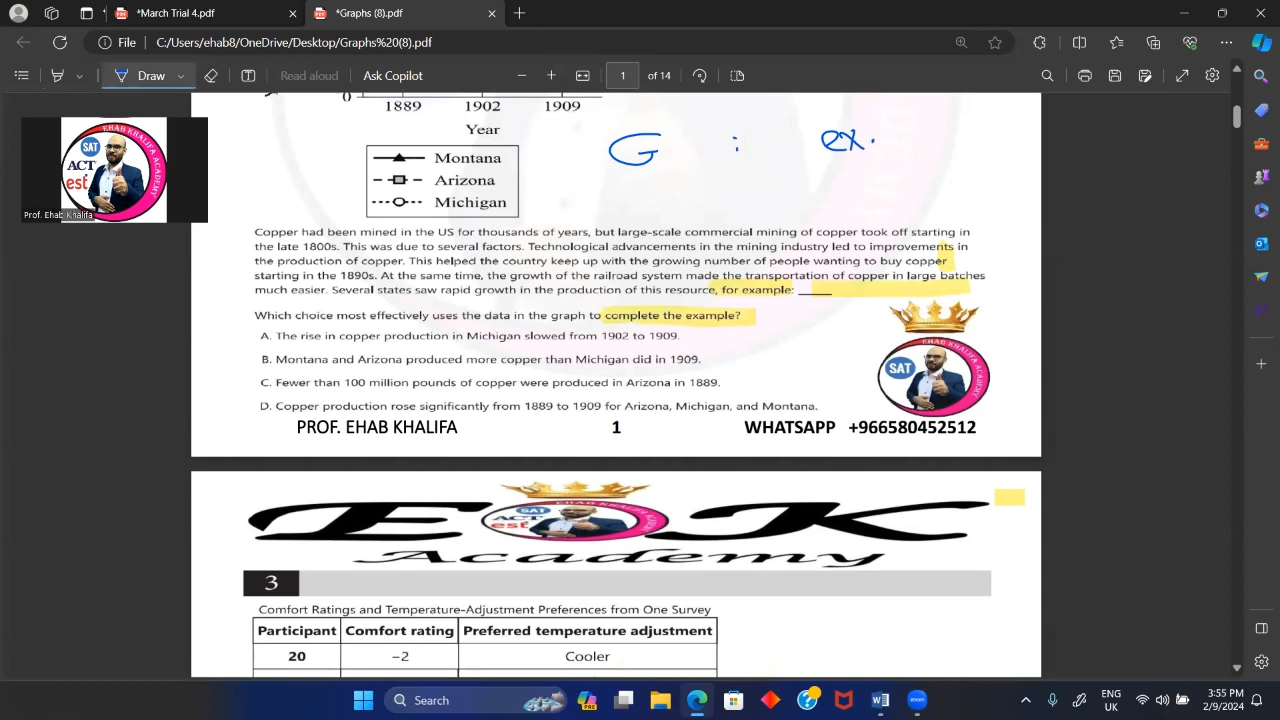 *March Trial 4.pdf
*Graphs (8).pdf
File C:/Users/ehab8/OneDrive/Desktop/Graphs%20(8).pdf
Draw
Read aloud
Ask Copilot
1 of 14
0
1889 1902 1909
Year
Montana
Arizona
Michigan
G : ex.
SAT
ACT
est
Prof. Ehab Khalifa
Copper had been mined in the US for thousands of years, but large-scale commercial mining of copper took off starting in
the late 1800s. This was due to several factors. Technological advancements in the mining industry led to improvements in
the production of copper. This helped the country keep up with the growing number of people wanting to buy copper
starting in the 1890s. At the same time, the growth of the railroad system made the transportation of copper in large batches
much easier. Several states saw rapid growth in the production of this resource, for example: ____
Which choice most effectively uses the data in the graph to complete the example?
A. The rise in copper production in Michigan slowed from 1902 to 1909.
B. Montana and Arizona produced more copper than Michigan did in 1909.
C. Fewer than 100 million pounds of copper were produced in Arizona in 1889.
D. Copper production rose significantly from 1889 to 1909 for Arizona, Michigan, and Montana.
SAT
PROF. EHAB KHALIFA 1 WHATSAPP +966580452512
E K
SAT
ACT
est
Academy
3
Comfort Ratings and Temperature-Adjustment Preferences from One Survey
Participant Comfort rating Preferred temperature adjustment
20 −2 Cooler
Search
ENG
UK
3:55 PM
2/9/2024